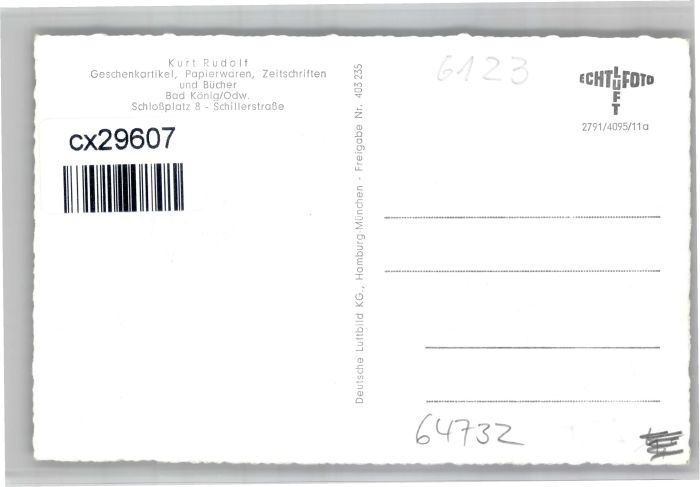 Kurt Rudolf
Geschenkartikel, Papierwaren, Zeitschriften
und Bücher
Bad König/Odw.
Schloßplatz 8 - Schillerstraße
cx29607
Deutsche Luftbild KG., Hamburg-München - Freigabe Nr. 403 235
6123
ECHT LUFT FOTO
2791/4095/11a
64732